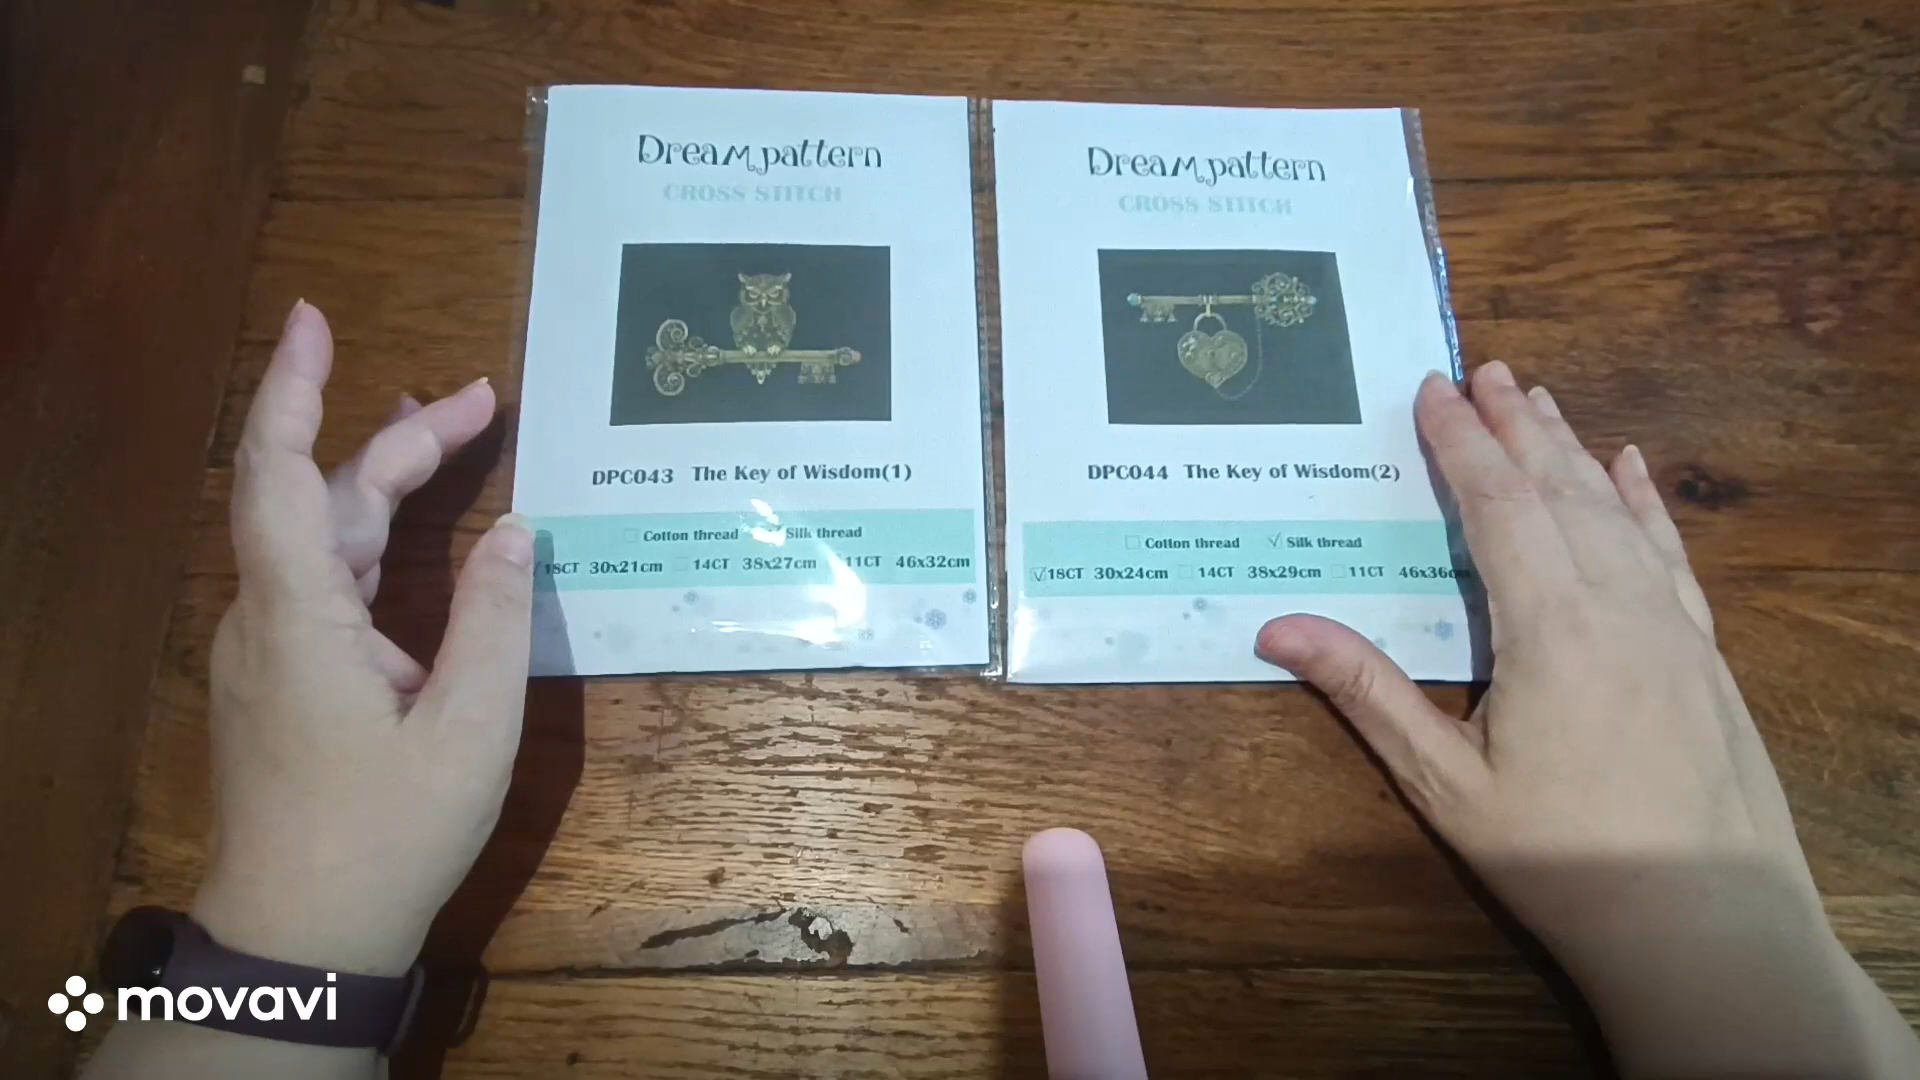 Dream pattern
CROSS STITCH
DPC043 The Key of Wisdom(1)
Cotton thread Silk thread
18CT 30x21cm 14CT 38x27cm 11CT 46x32cm
Dream pattern
CROSS STITCH
DPC044 The Key of Wisdom(2)
Cotton thread √ Silk thread
√18CT 30x24cm 14CT 38x29cm 11CT
movavi